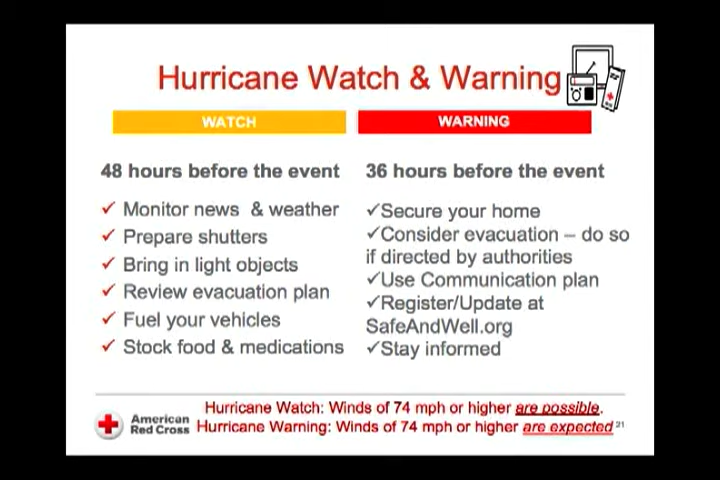 Hurricane Watch & Warning
WATCH
WARNING
48 hours before the event
✓ Monitor news & weather
✓ Prepare shutters
✓ Bring in light objects
✓ Review evacuation plan
✓ Fuel your vehicles
✓ Stock food & medications
36 hours before the event
✓Secure your home
✓Consider evacuation – do so
if directed by authorities
✓Use Communication plan
✓Register/Update at
SafeAndWell.org
✓Stay informed
American
Red Cross
Hurricane Watch: Winds of 74 mph or higher are possible.
Hurricane Warning: Winds of 74 mph or higher are expected
21